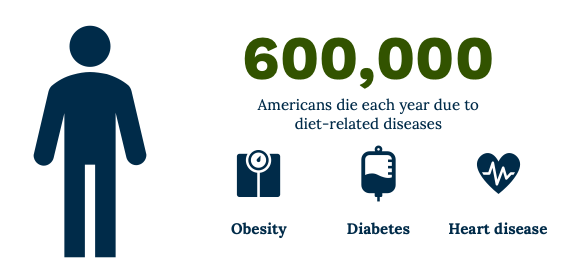 600,000
Americans die each year due to
diet-related diseases
Obesity
Diabetes
Heart disease